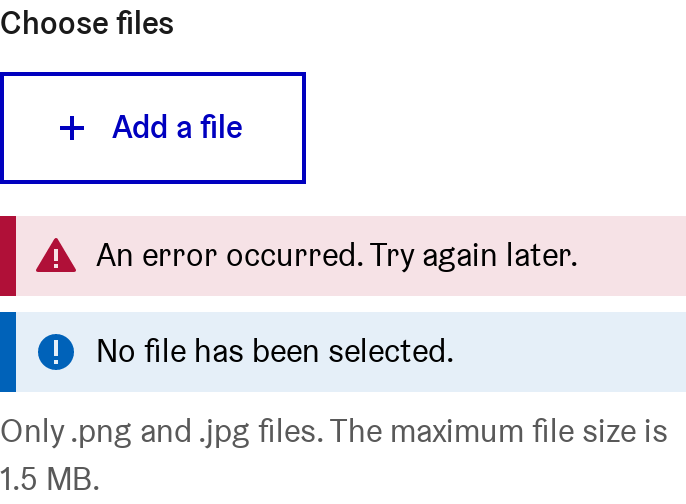 Choose files
Add a file
An error occurred. Try again later.
No file has been selected.
Only .png and .jpg files. The maximum file size is
1.5 MB.